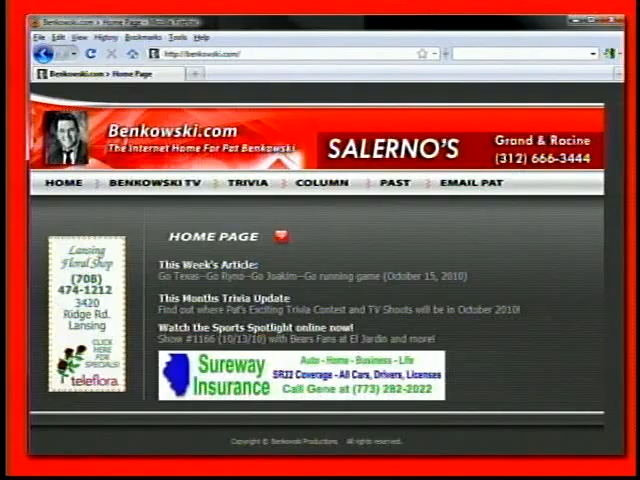 Benkowski.com > Home Page - Mozilla Firefox
File Edit View History Bookmarks Tools Help
http://benkowski.com/
Benkowski.com > Home Page
Benkowski.com
The Internet Home For Pat Benkowski
SALERNO'S
Grand & Racine
(312) 666-3444
HOME BENKOWSKI TV TRIVIA COLUMN PAST EMAIL PAT
Lansing
Floral Shop
(708)
474-1212
3420
Ridge Rd.
Lansing
CLICK
HERE
FOR
SPECIALS!
teleflora
HOME PAGE
This Week's Article:
Go Texas--Go Ryno--Go Joakim--Go running game (October 15, 2010)
This Months Trivia Update
Find out where Pat's Exciting Trivia Contest and TV Shoots will be in October 2010!
Watch the Sports Spotlight online now!
Show #1166 (10/13/10) with Bears Fans at El Jardin and more!
Sureway
Insurance
Auto - Home - Business - Life
SR22 Coverage - All Cars, Drivers, Licenses
Call Gene at (773) 282-2022
Copyright © Benkowski Productions All rights reserved.